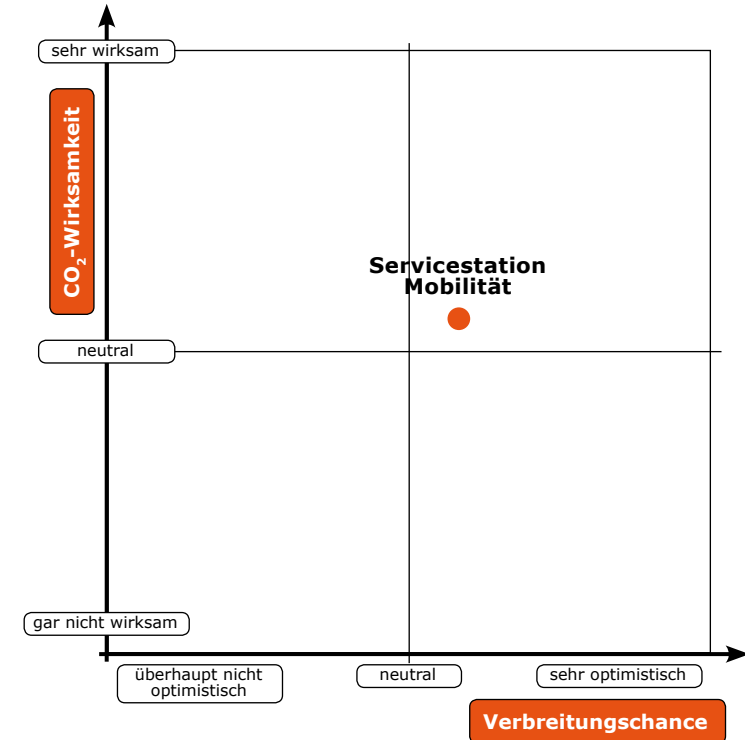 sehr wirksam
CO₂-Wirksamkeit
Servicestation
Mobilität
neutral
gar nicht wirksam
überhaupt nicht
optimistisch
neutral
sehr optimistisch
Verbreitungschance